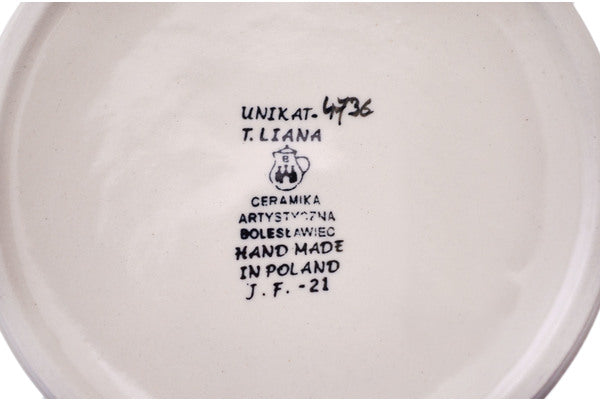 UNIKAT-4736
T. LIANA
B
CERAMIKA
ARTYSTYCZNA
BOLESŁAWIEC
HAND MADE
IN POLAND
J.F.-21